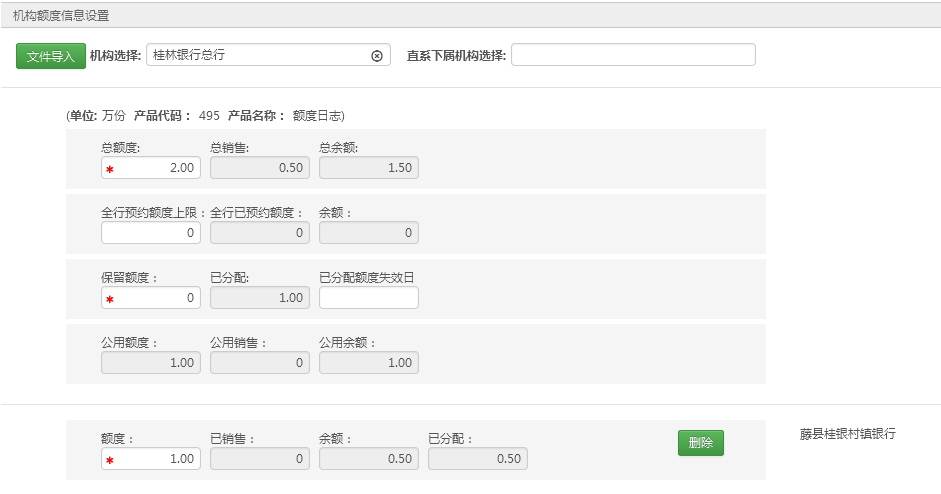 机构额度信息设置
文件导入 机构选择: 桂林银行总行 直系下属机构选择:
(单位: 万份 产品代码： 495 产品名称： 额度日志)
总额度: 总销售: 总余额:
* 2.00 0.50 1.50
全行预约额度上限： 全行已预约额度： 余额：
0 0 0
保留额度： 已分配: 已分配额度失效日
* 0 1.00
公用额度： 公用销售： 公用余额：
1.00 0 1.00
额度： 已销售： 余额： 已分配： 删除 藤县桂银村镇银行
* 1.00 0 0.50 0.50